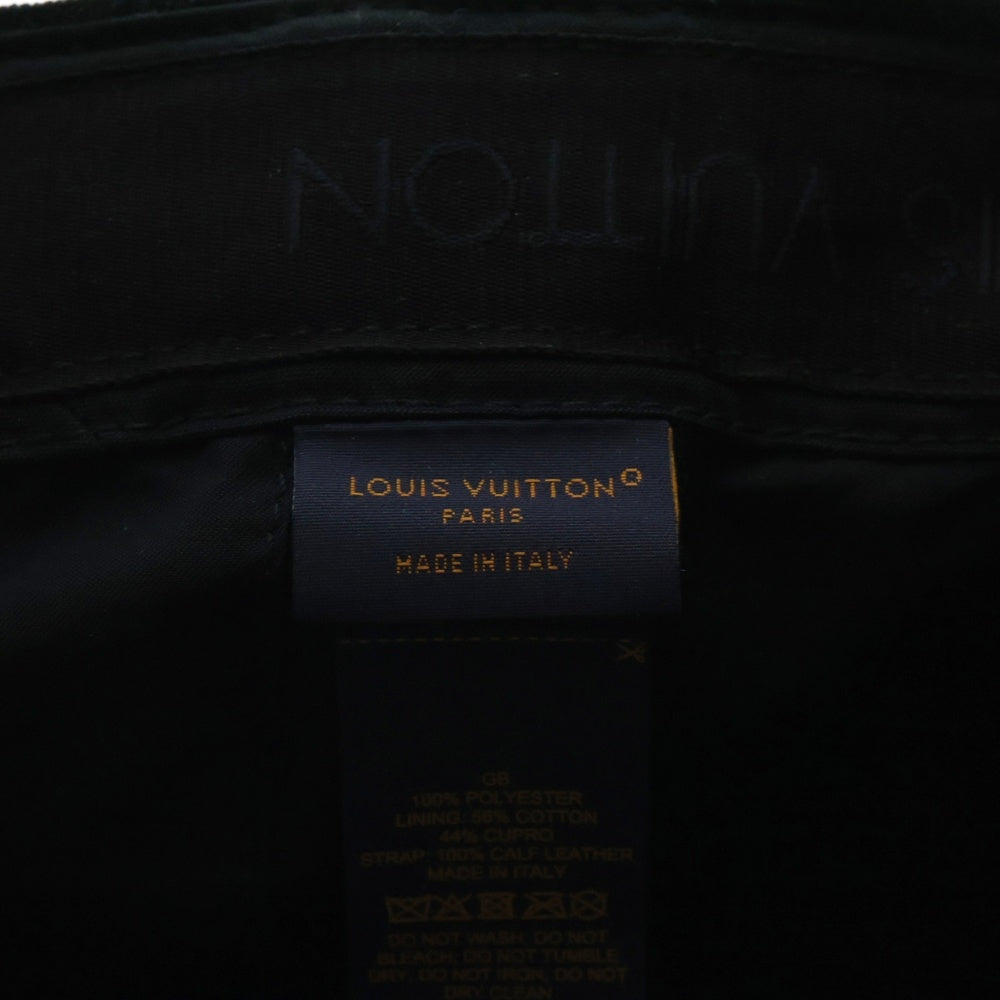 S VUITTON
LOUIS VUITTON®
PARIS
MADE IN ITALY
GB
100% POLYESTER
LINING: 56% COTTON
44% CUPRO
STRAP: 100% CALF LEATHER
MADE IN ITALY
DO NOT WASH; DO NOT
BLEACH; DO NOT TUMBLE
DRY; DO NOT IRON; DO NOT
DRY CLEAN